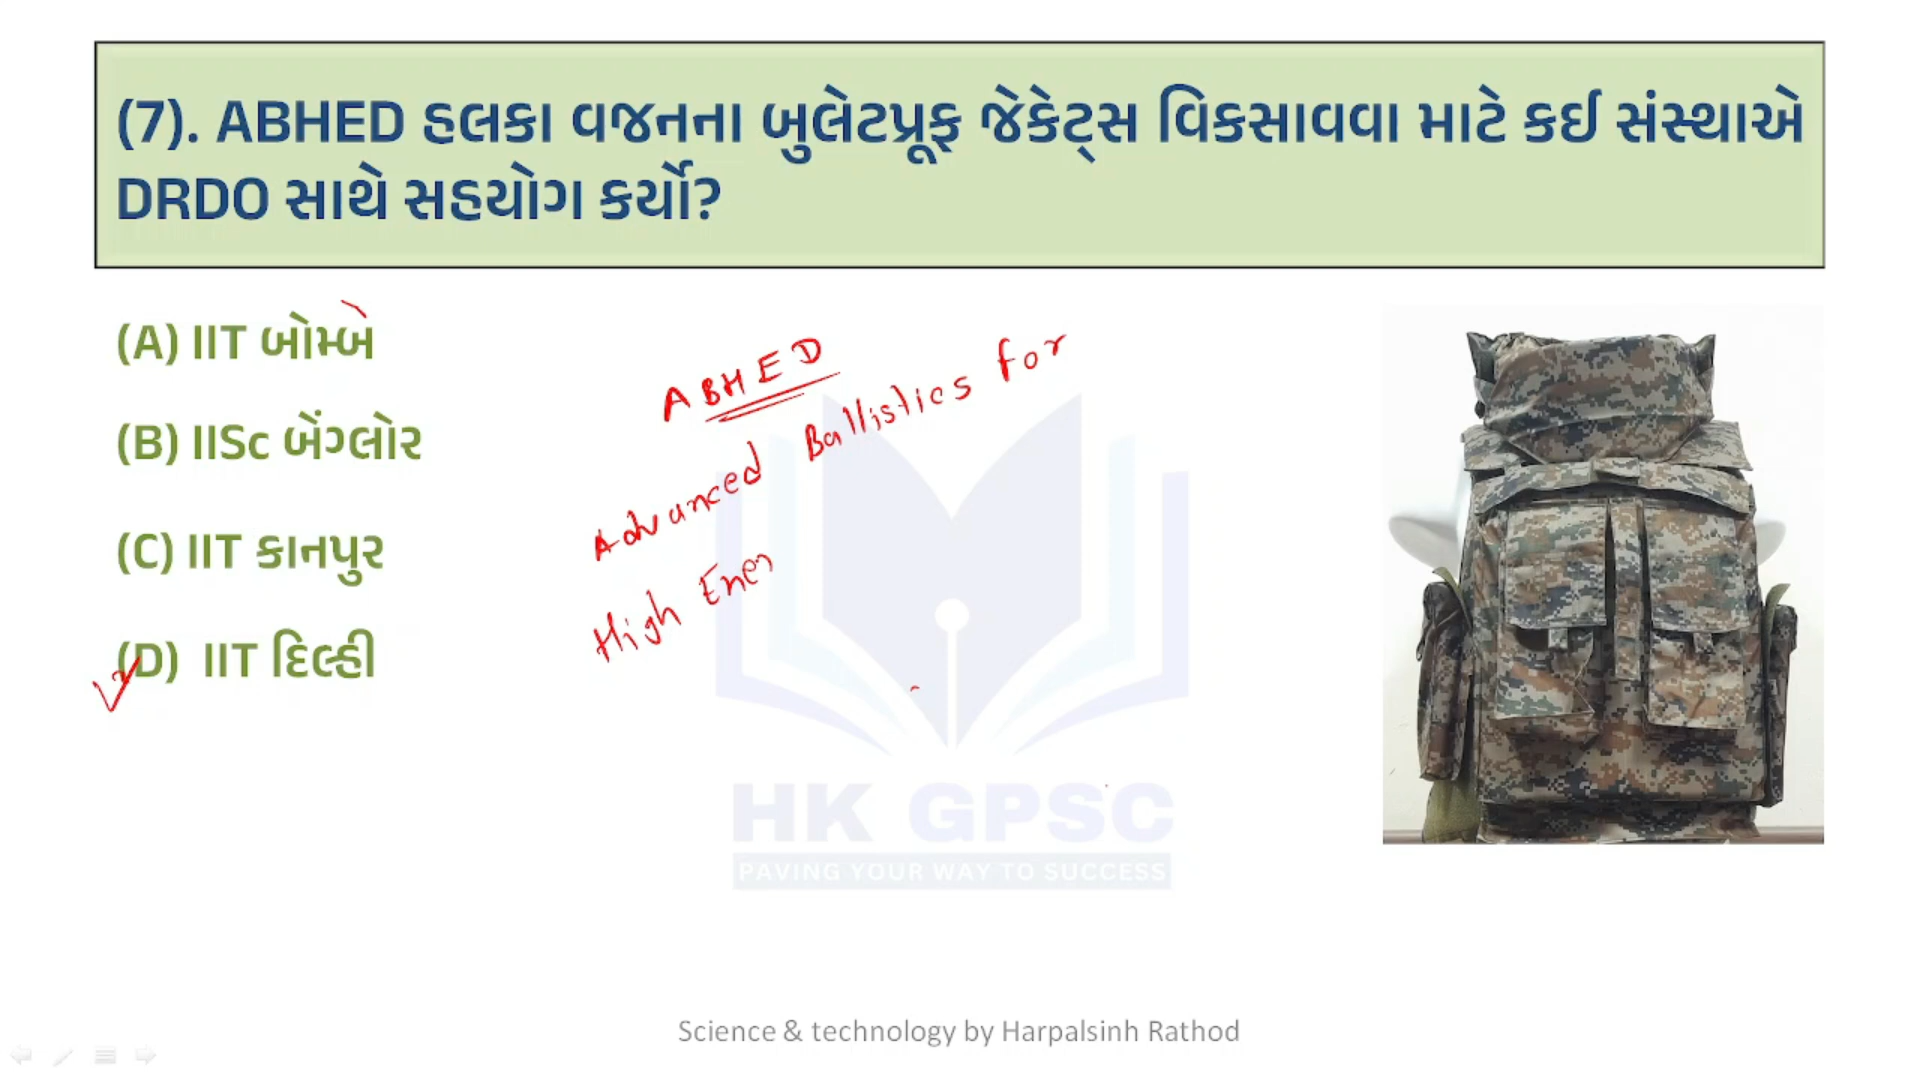 (7). ABHED હલકા વજનના બુલેટપ્રૂફ જેકેટ્સ વિકસાવવા માટે કઈ સંસ્થાએ
DRDO સાથે સહયોગ કર્યો?
(A) IIT બોમ્બે
(B) IISc બેંગ્લોર
(C) IIT કાનપુર
(D) IIT દિલ્હી
ABHED
Advanced Ballistics for
High Ener
HK GPSC
PAVING YOUR WAY TO SUCCESS
Science & technology by Harpalsinh Rathod